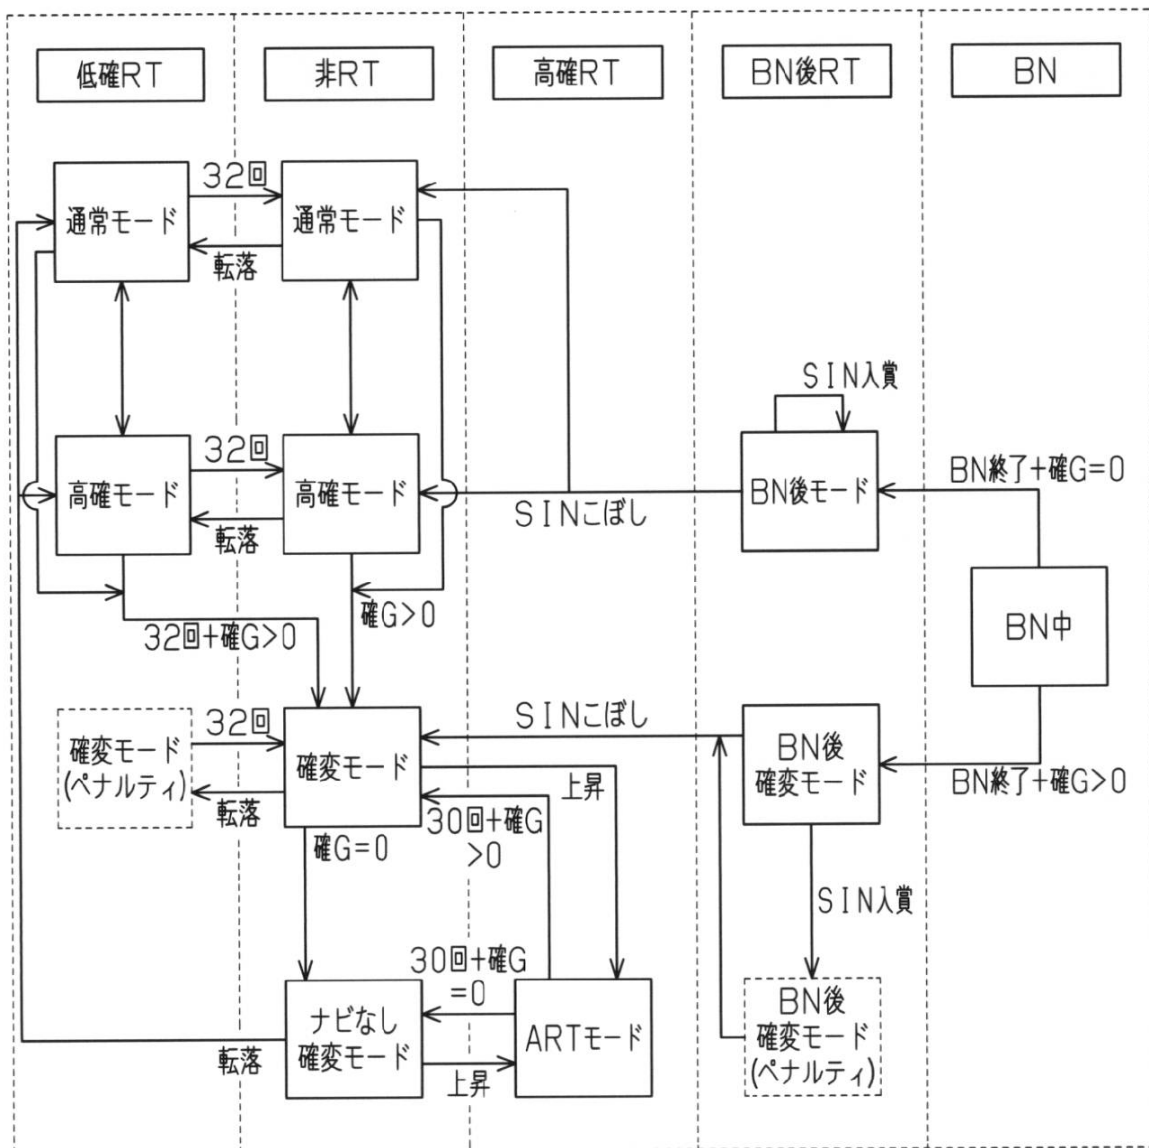 低確RT
非RT
高確RT
BN後RT
BN
32回
通常モード
通常モード
転落
SIN入賞
32回
高確モード
高確モード
転落
BN後モード
SINこぼし
BN終了+確G=0
BN中
確G>0
32回+確G>0
32回
確変モード
(ペナルティ)
転落
確変モード
SINこぼし
上昇
BN後
確変モード
BN終了+確G>0
30回+確G
>0
確G=0
SIN入賞
30回+確G
=0
ナビなし
確変モード
転落
上昇
ARTモード
BN後
確変モード
(ペナルティ)